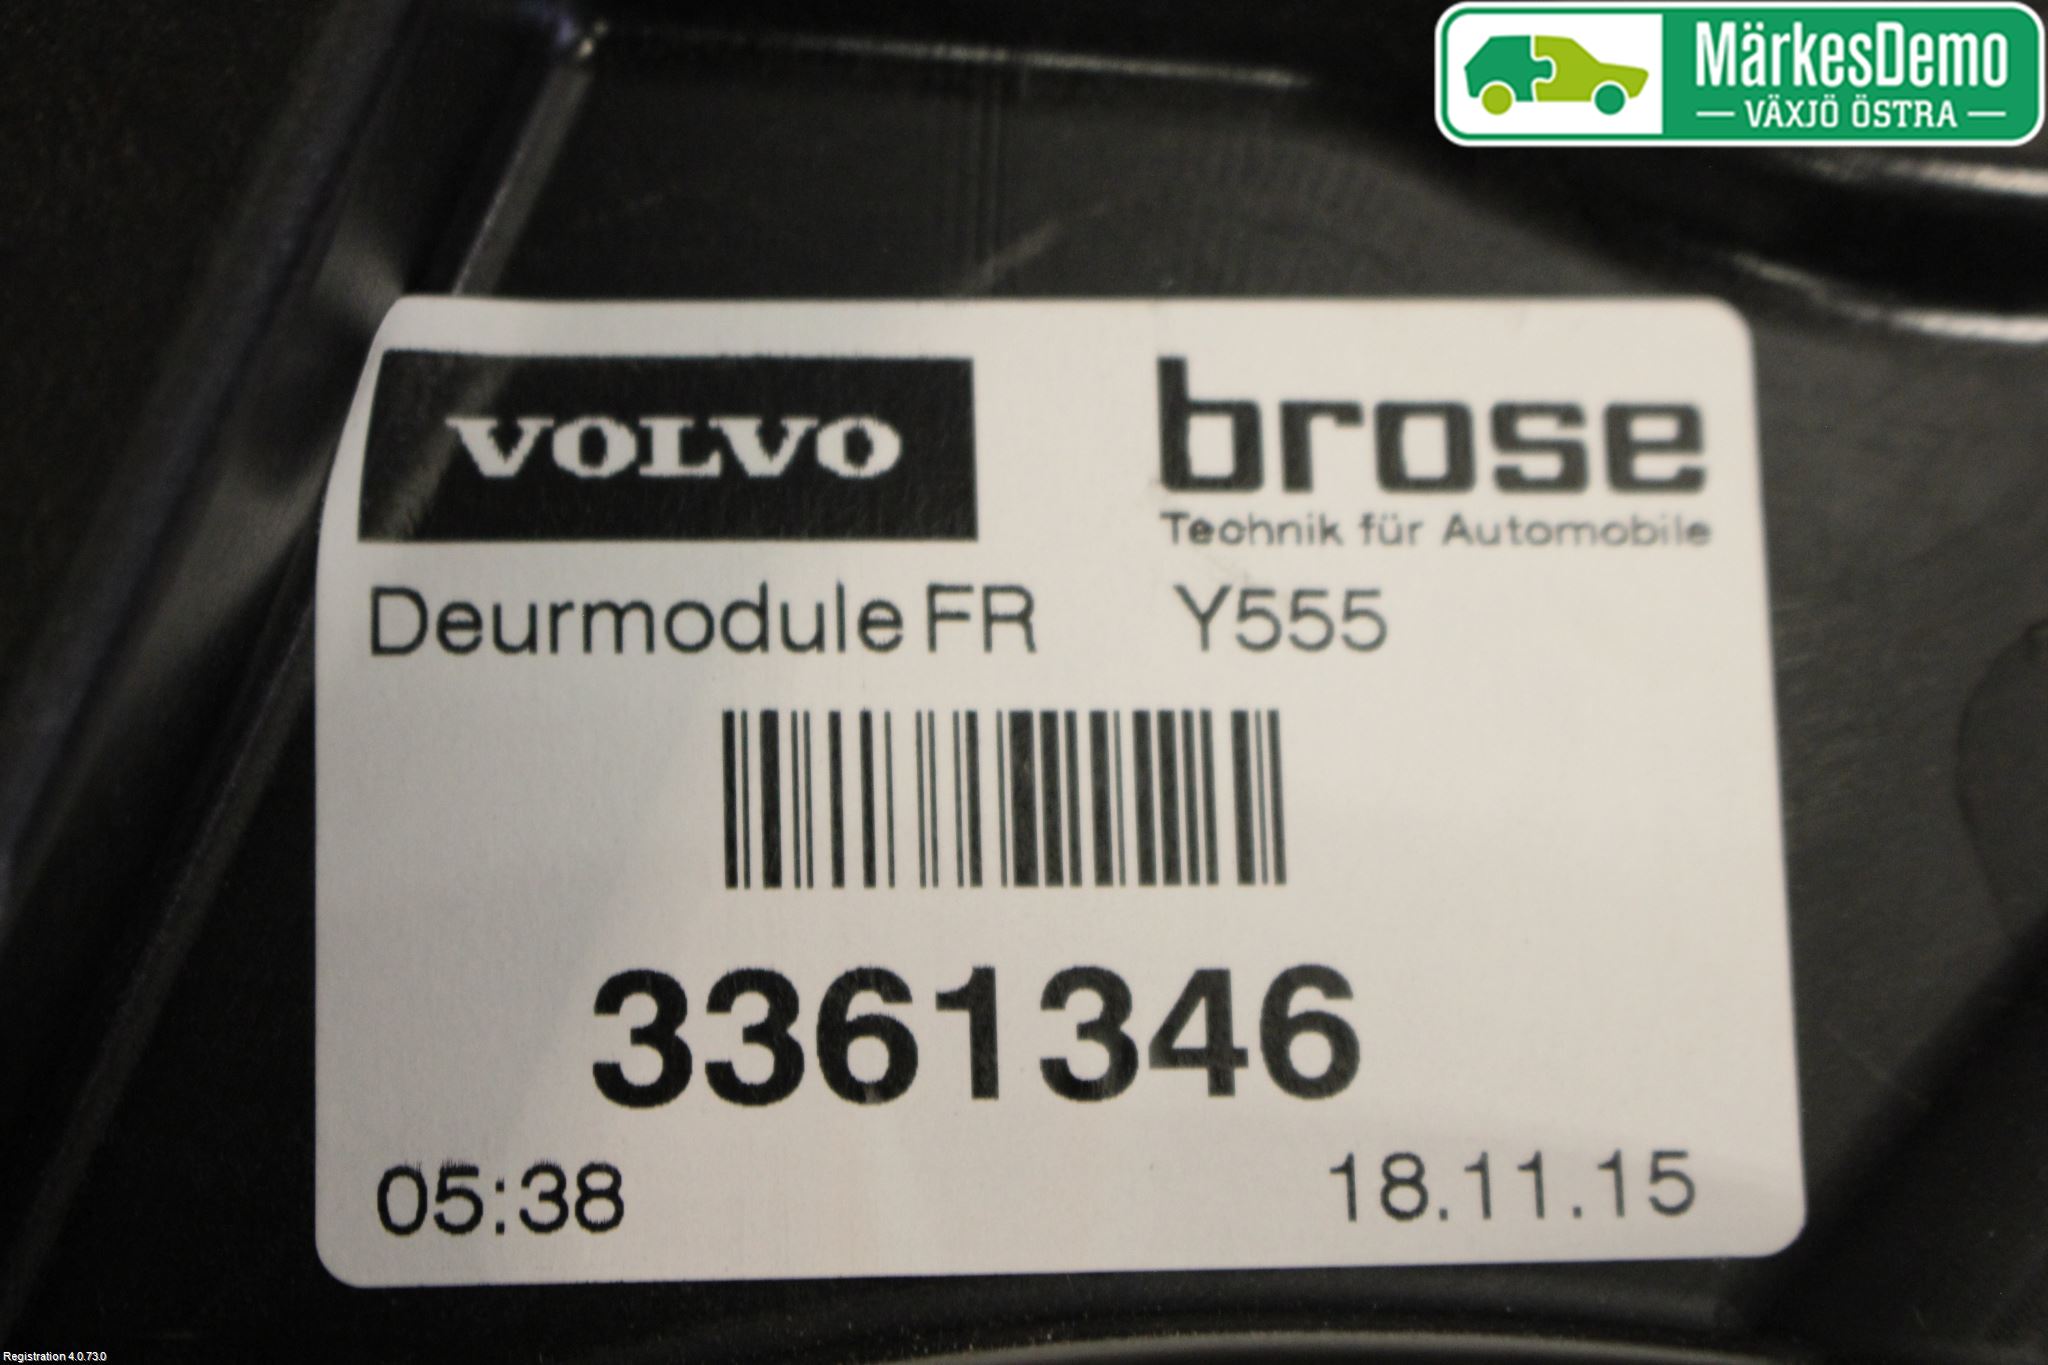 MärkesDemo
VÄXJÖ ÖSTRA
VOLVO
brose
Technik für Automobile
Deurmodule FR Y555
3361346
05:38 18.11.15
Registration 4.0.73.0